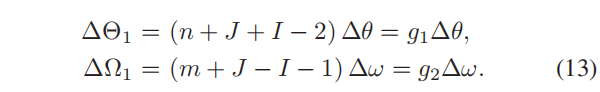 ΔΘ₁ = (n + J + I − 2) Δθ = g₁Δθ,
ΔΩ₁ = (m + J − I − 1) Δω = g₂Δω. (13)